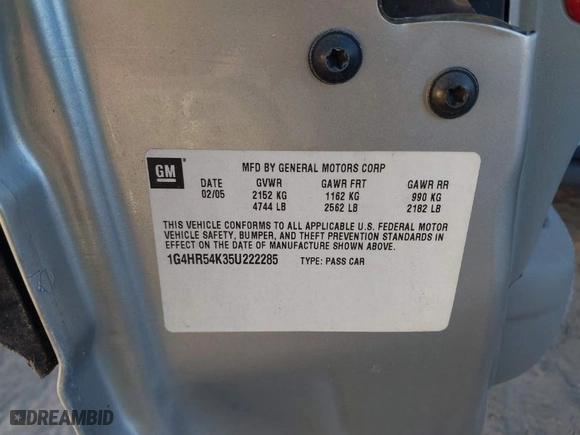 GM
MFD BY GENERAL MOTORS CORP
DATE GVWR GAWR FRT GAWR RR
02/05 2152 KG 1162 KG 990 KG
4744 LB 2562 LB 2182 LB
THIS VEHICLE CONFORMS TO ALL APPLICABLE U.S. FEDERAL MOTOR
VEHICLE SAFETY, BUMPER, AND THEFT PREVENTION STANDARDS IN
EFFECT ON THE DATE OF MANUFACTURE SHOWN ABOVE.
1G4HR54K35U222285 TYPE: PASS CAR
DREAMBID